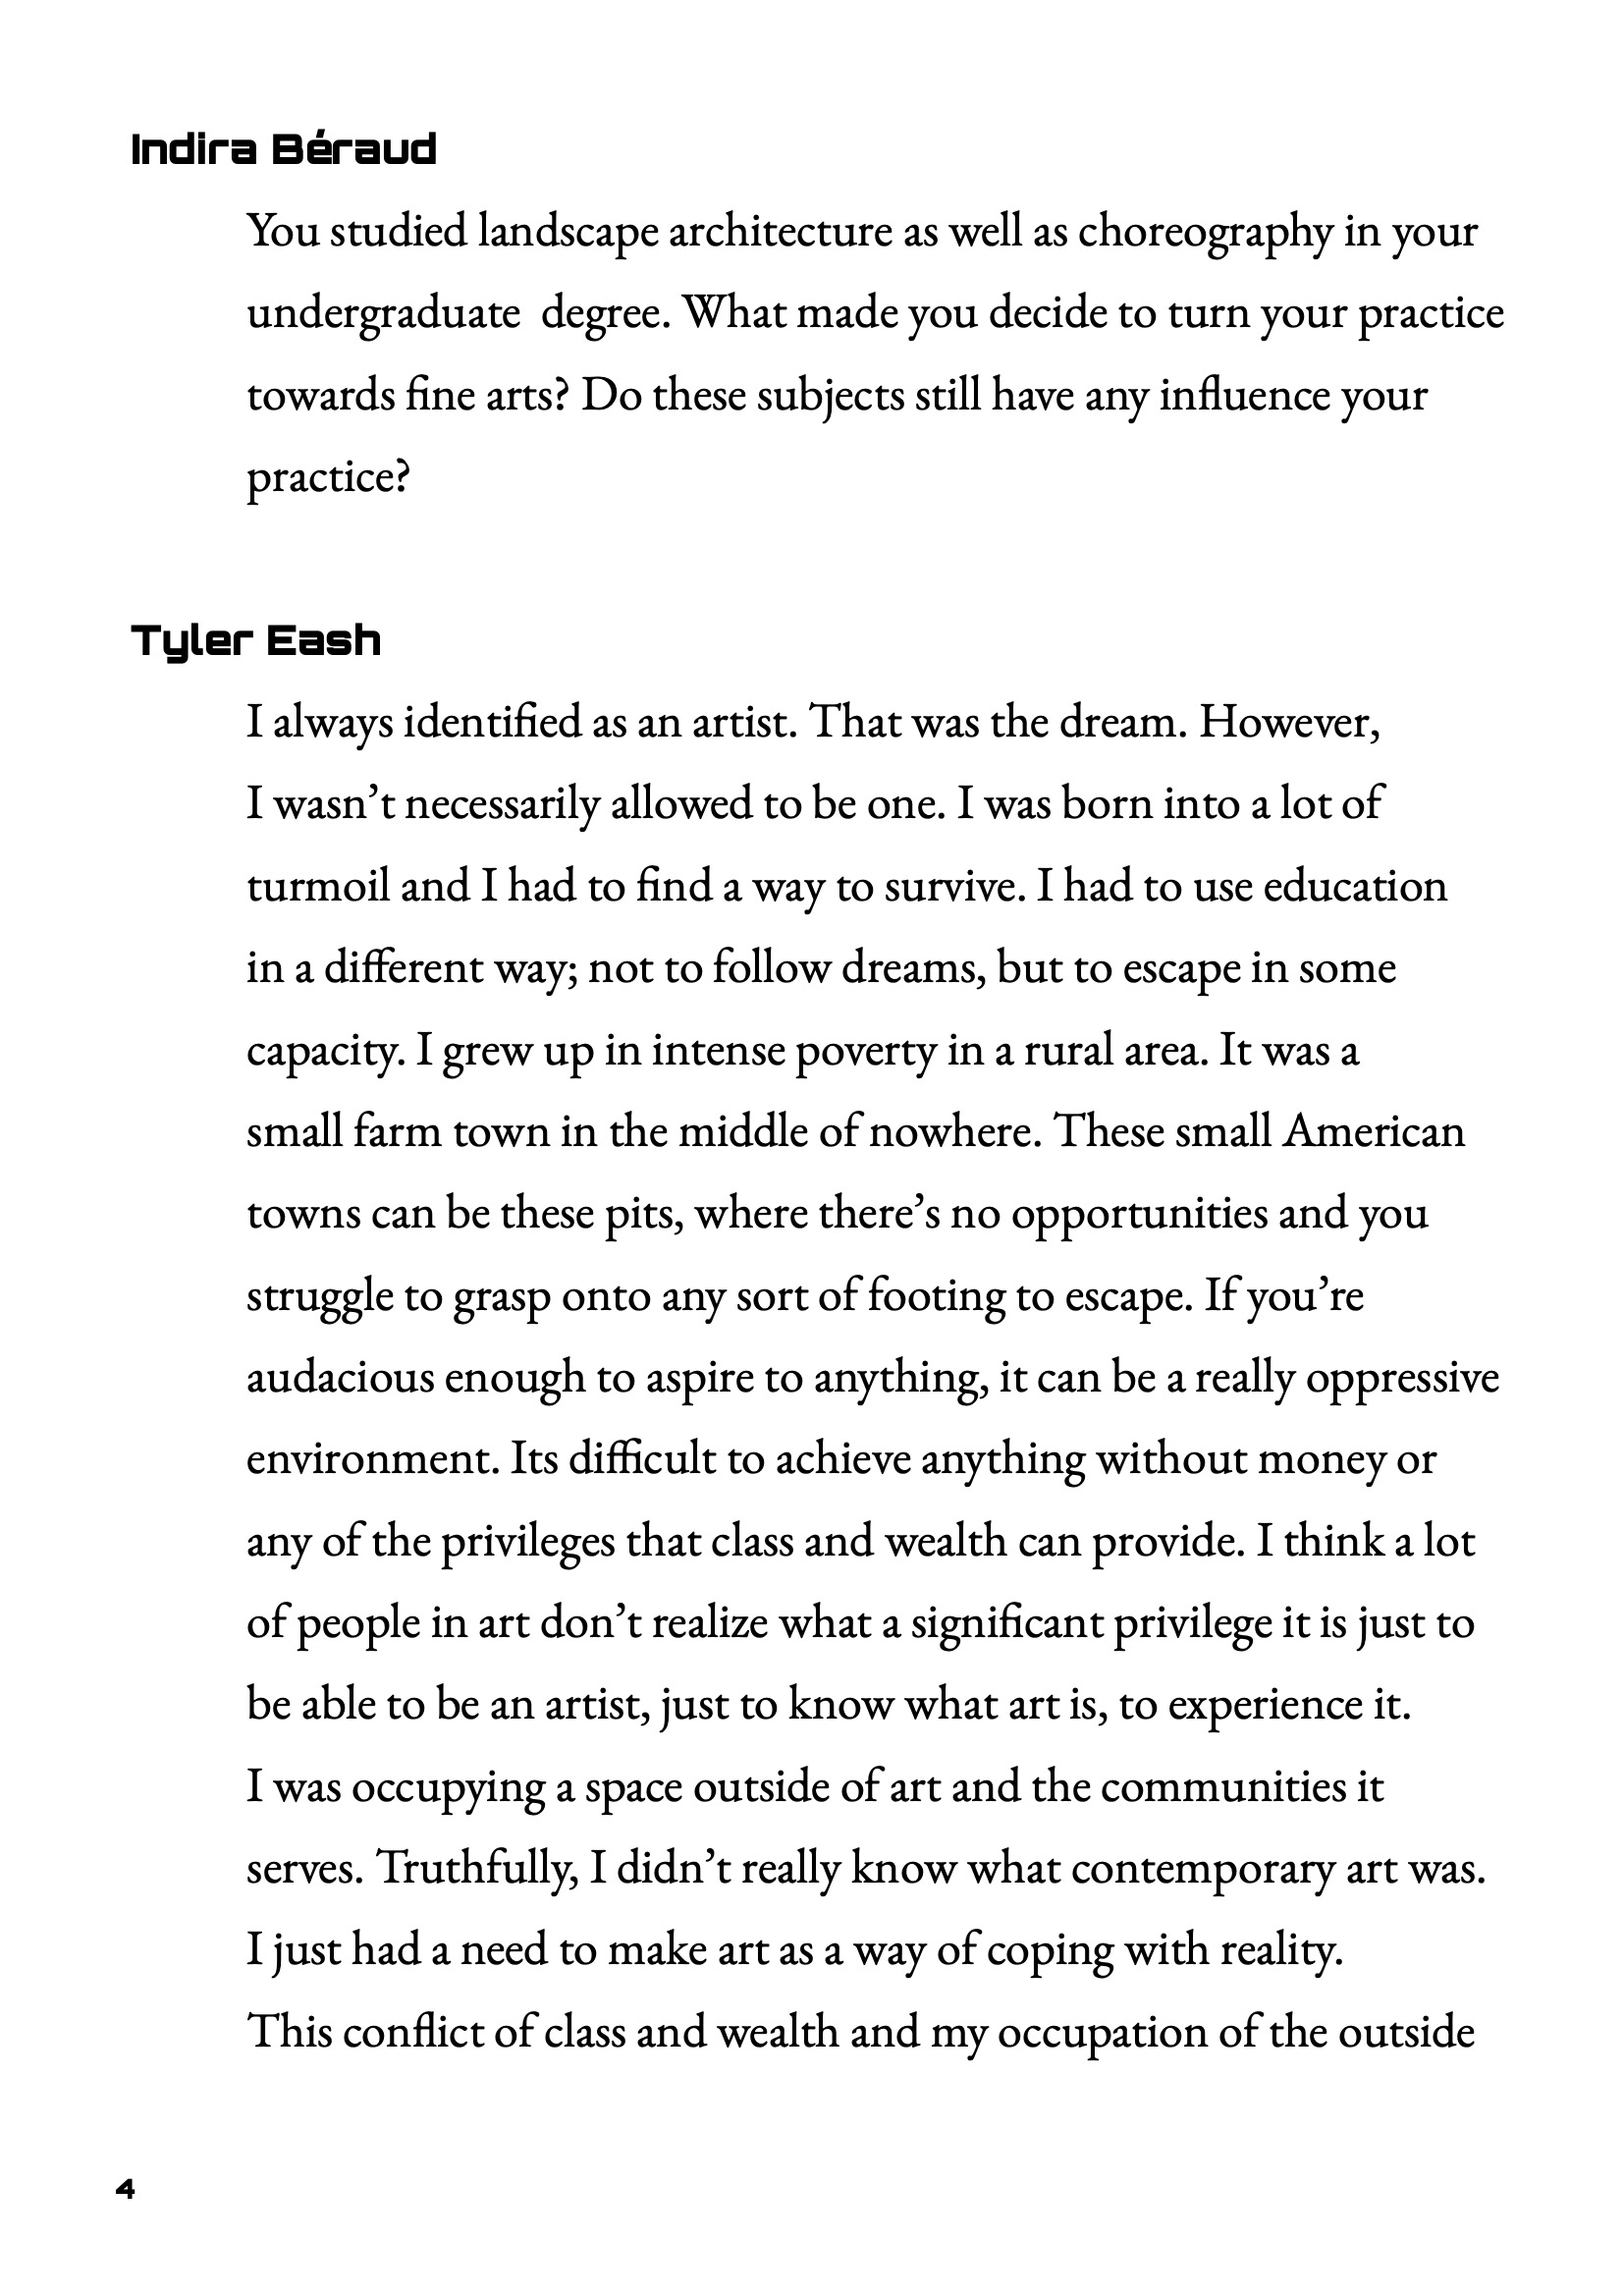 Indira Béraud
You studied landscape architecture as well as choreography in your
undergraduate  degree. What made you decide to turn your practice
towards fine arts? Do these subjects still have any influence your
practice?
Tyler Eash
I always identified as an artist. That was the dream. However,
I wasn’t necessarily allowed to be one. I was born into a lot of
turmoil and I had to find a way to survive. I had to use education
in a different way; not to follow dreams, but to escape in some
capacity. I grew up in intense poverty in a rural area. It was a
small farm town in the middle of nowhere. These small American
towns can be these pits, where there’s no opportunities and you
struggle to grasp onto any sort of footing to escape. If you’re
audacious enough to aspire to anything, it can be a really oppressive
environment. Its difficult to achieve anything without money or
any of the privileges that class and wealth can provide. I think a lot
of people in art don’t realize what a significant privilege it is just to
be able to be an artist, just to know what art is, to experience it.
I was occupying a space outside of art and the communities it
serves. Truthfully, I didn’t really know what contemporary art was.
I just had a need to make art as a way of coping with reality.
This conflict of class and wealth and my occupation of the outside
4